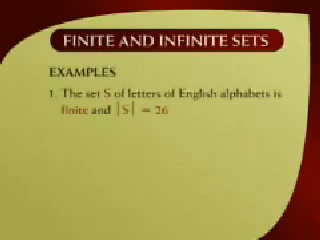 FINITE AND INFINITE SETS
EXAMPLES
1. The set S of letters of English alphabets is
finite and |S| = 26